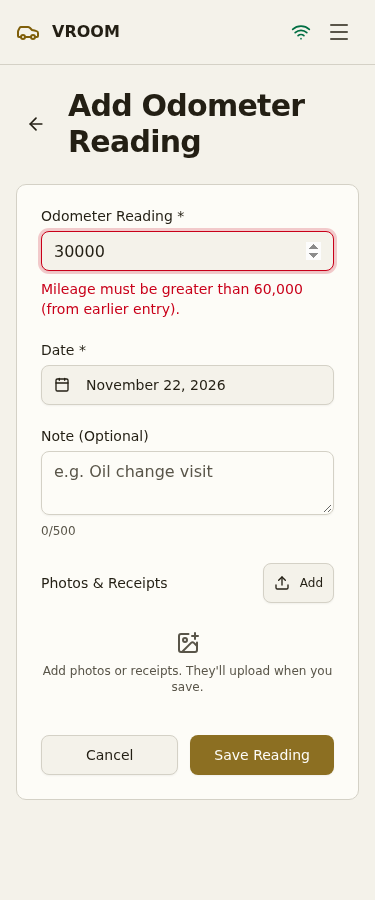 VROOM
Add Odometer
Reading
Odometer Reading *
30000
Mileage must be greater than 60,000
(from earlier entry).
Date *
November 22, 2026
Note (Optional)
e.g. Oil change visit
0/500
Photos & Receipts
Add
Add photos or receipts. They'll upload when you
save.
Cancel
Save Reading